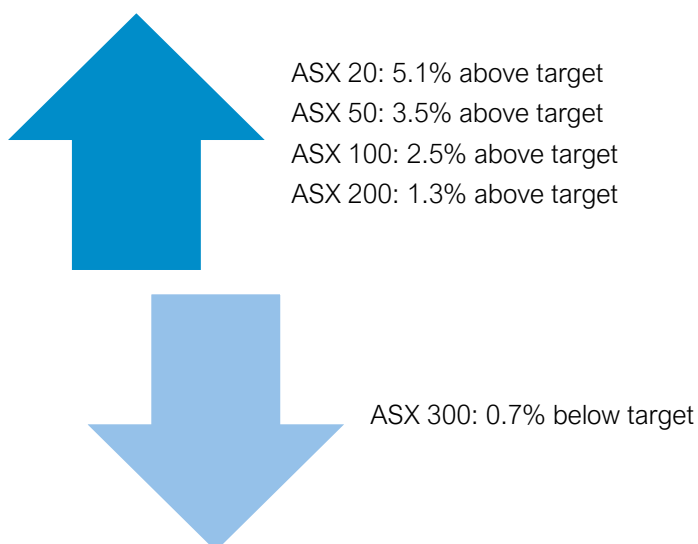 ASX 20: 5.1% above target
ASX 50: 3.5% above target
ASX 100: 2.5% above target
ASX 200: 1.3% above target
ASX 300: 0.7% below target